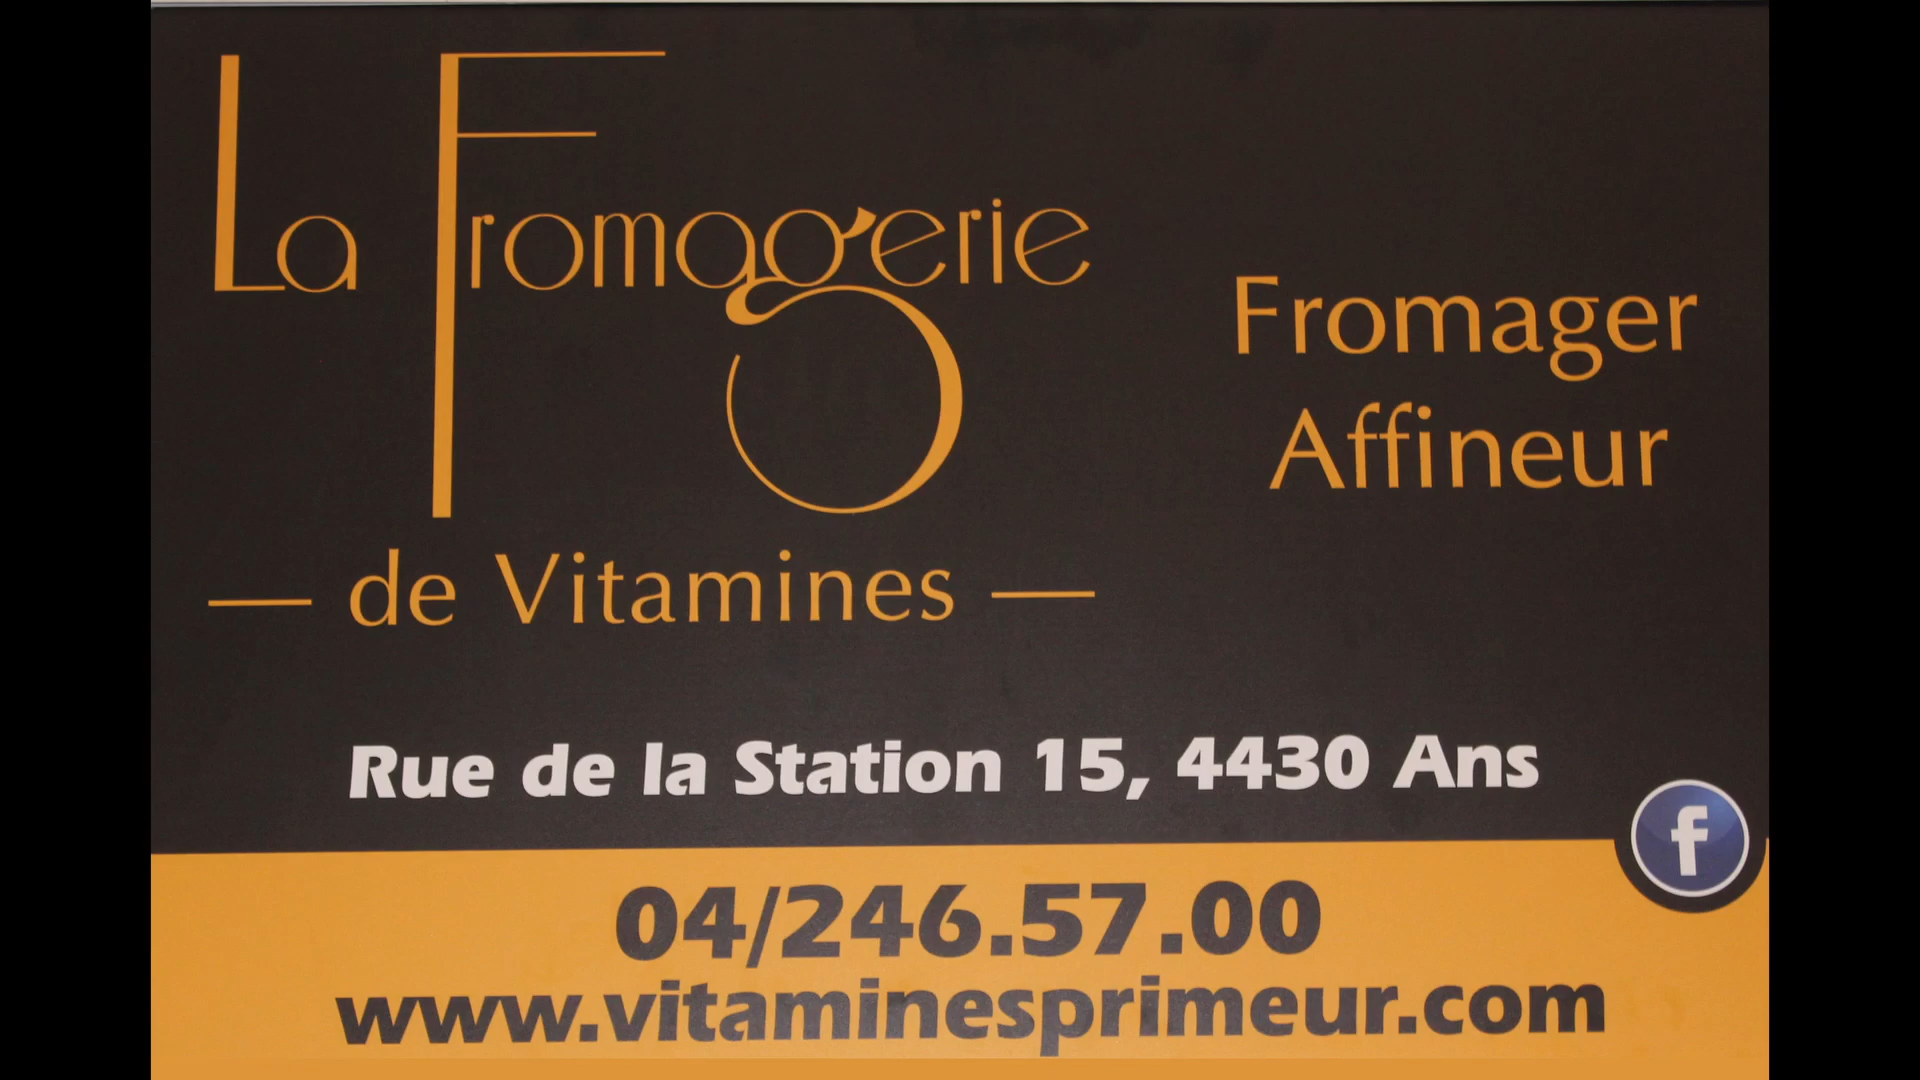 La Fromagerie
de Vitamines
Fromager
Affineur
Rue de la Station 15, 4430 Ans
f
04/246.57.00
www.vitaminesprimeur.com